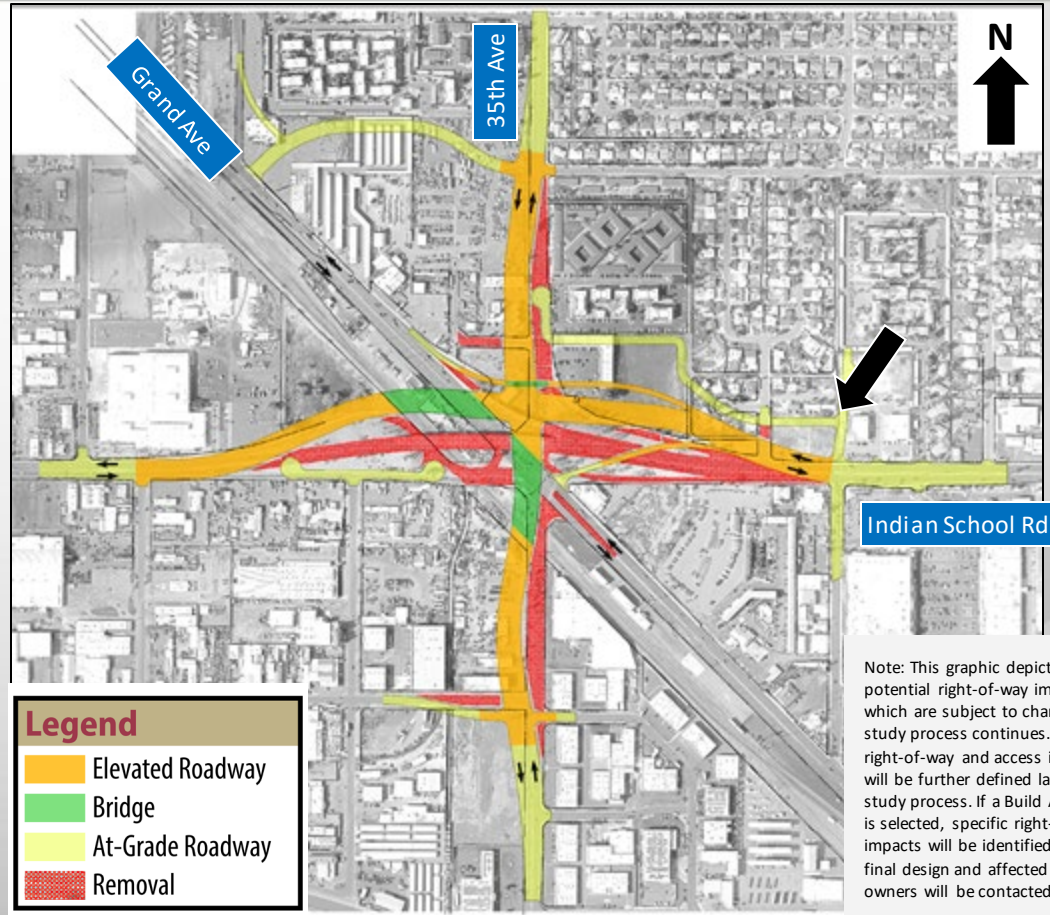 Grand Ave
35th Ave
N
Indian School Rd
Legend
Elevated Roadway
Bridge
At-Grade Roadway
Removal
Note: This graphic depict
potential right-of-way im
which are subject to char
study process continues.
right-of-way and access i
will be further defined la
study process. If a Build
is selected, specific right-
impacts will be identified
final design and affected
owners will be contacted